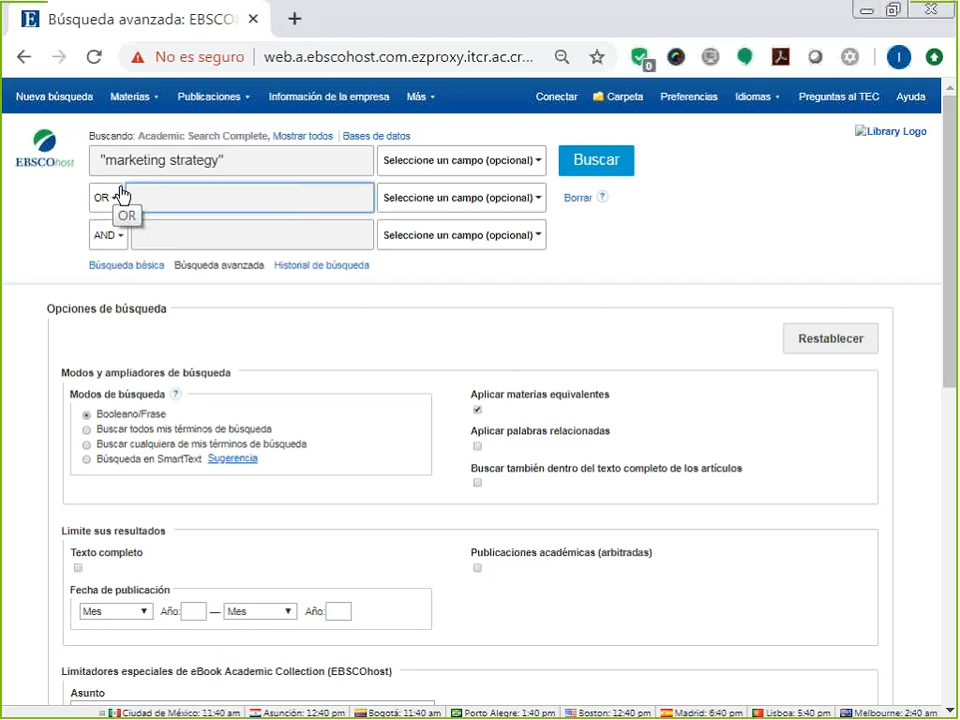 Búsqueda avanzada: EBSCO
No es seguro web.a.ebscohost.com.ezproxy.itcr.ac.cr...
0
I
Nueva búsqueda Materias Publicaciones Información de la empresa Más Conectar Carpeta Preferencias Idiomas Preguntas al TEC Ayuda
Buscando: Academic Search Complete, Mostrar todos | Bases de datos
Library Logo
EBSCOhost
"marketing strategy" Seleccione un campo (opcional) Buscar
OR Seleccione un campo (opcional) Borrar ?
OR
AND Seleccione un campo (opcional)
Búsqueda básica Búsqueda avanzada Historial de búsqueda
Opciones de búsqueda
Restablecer
Modos y ampliadores de búsqueda
Modos de búsqueda ?
Booleano/Frase
Buscar todos mis términos de búsqueda
Buscar cualquiera de mis términos de búsqueda
Búsqueda en SmartText Sugerencia
Aplicar materias equivalentes
Aplicar palabras relacionadas
Buscar también dentro del texto completo de los artículos
Limite sus resultados
Texto completo
Publicaciones académicas (arbitradas)
Fecha de publicación
Mes Año: — Mes Año:
Limitadores especiales de eBook Academic Collection (EBSCOhost)
Asunto
Ciudad de México: 11:40 am Asunción: 12:40 pm Bogotá: 11:40 am Porto Alegre: 1:40 pm Boston: 12:40 pm Madrid: 6:40 pm Lisboa: 5:40 pm Melbourne: 2:40 am